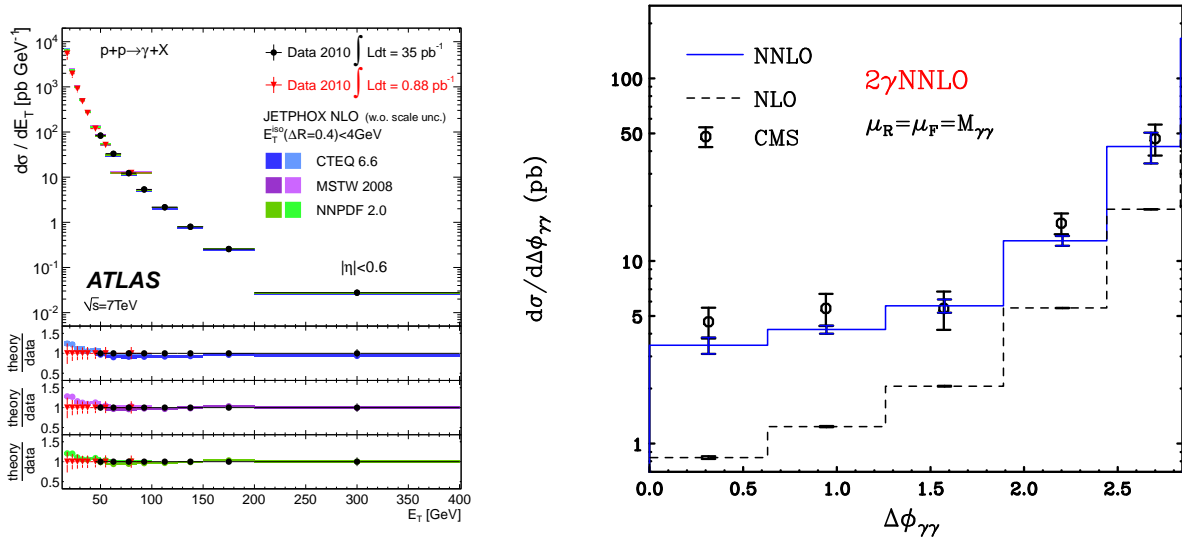 dσ / dE_T [pb GeV⁻¹]
10⁴
10³
10²
10
1
10⁻¹
10⁻²
p+p→γ+X
Data 2010 ∫ Ldt = 35 pb⁻¹
Data 2010 ∫ Ldt = 0.88 pb⁻¹
JETPHOX NLO (w.o. scale unc.)
E_T^iso(ΔR=0.4)<4GeV
CTEQ 6.6
MSTW 2008
NNPDF 2.0
|η|<0.6
ATLAS
√s=7TeV
theory
data
1.5
1
0.5
theory
data
1.5
1
0.5
theory
data
1.5
1
0.5
50 100 150 200 250 300 350 400
E_T [GeV]
dσ/dΔφ_γγ (pb)
100
50
10
5
1
NNLO
NLO
CMS
2γNNLO
μ_R=μ_F=M_γγ
0.0 0.5 1.0 1.5 2.0 2.5
Δφ_γγ